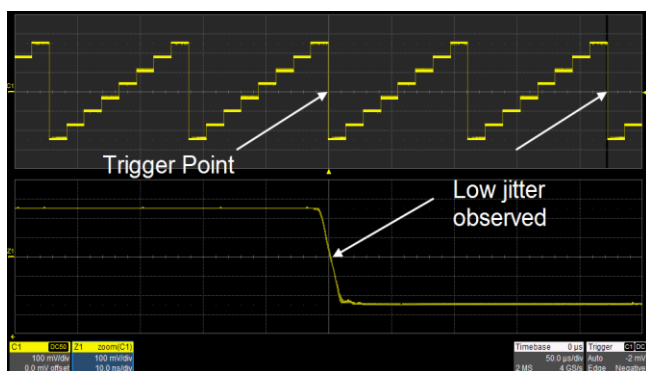 C1
Trigger Point
Low jitter
observed
Z1
C1 DC50
100 mV/div
0.0 mV offset
Z1 zoom(C1)
100 mV/div
10.0 ns/div
Timebase 0 µs
50.0 µs/div
2 MS 4 GS/s
Trigger C1 DC
Auto -2 mV
Edge Negative